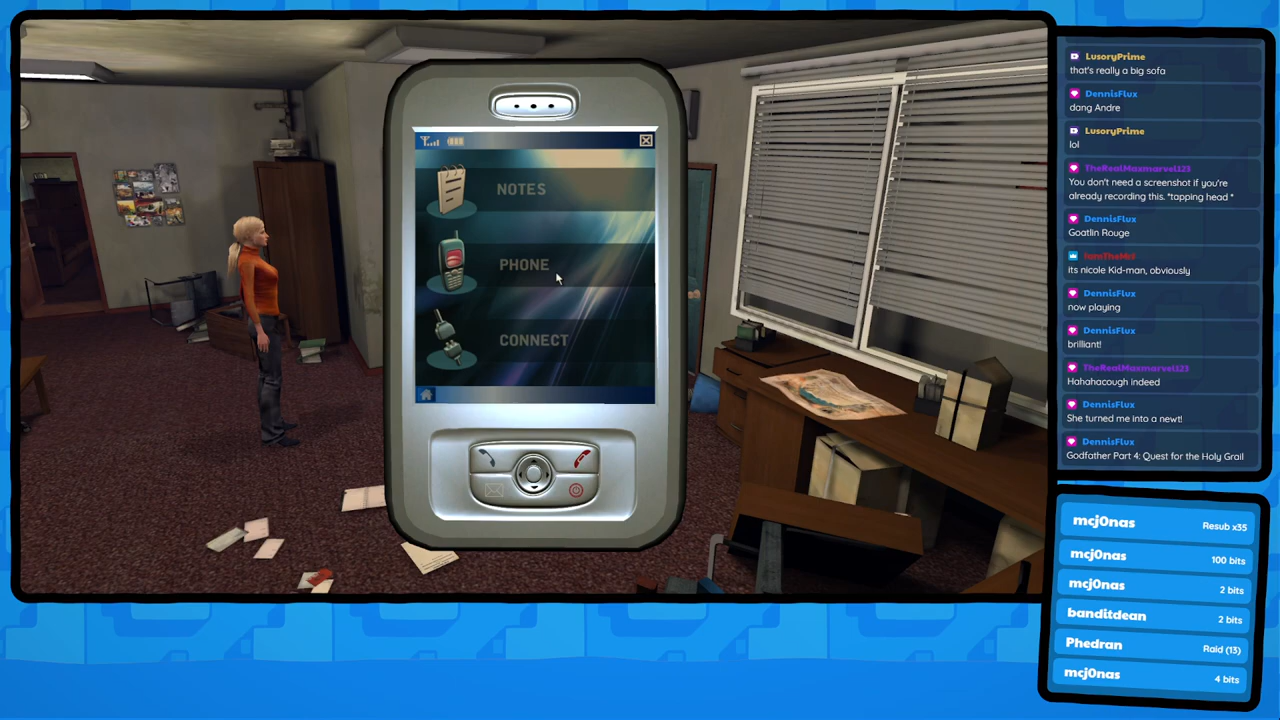 NOTES
PHONE
CONNECT
LusoryPrime
that's really a big sofa
DennisFlux
dang Andre
LusoryPrime
lol
TheRealMaxmarvel123
You don't need a screenshot if you're
already recording this. *tapping head *
DennisFlux
Goatlin Rouge
IamTheMrP
its nicole Kid-man, obviously
DennisFlux
now playing
DennisFlux
brilliant!
TheRealMaxmarvel123
Hahahacough indeed
DennisFlux
She turned me into a newt!
DennisFlux
Godfather Part 4: Quest for the Holy Grail
mcj0nas
Resub x35
mcj0nas
100 bits
mcj0nas
2 bits
banditdean
2 bits
Phedran
Raid (13)
mcj0nas
4 bits